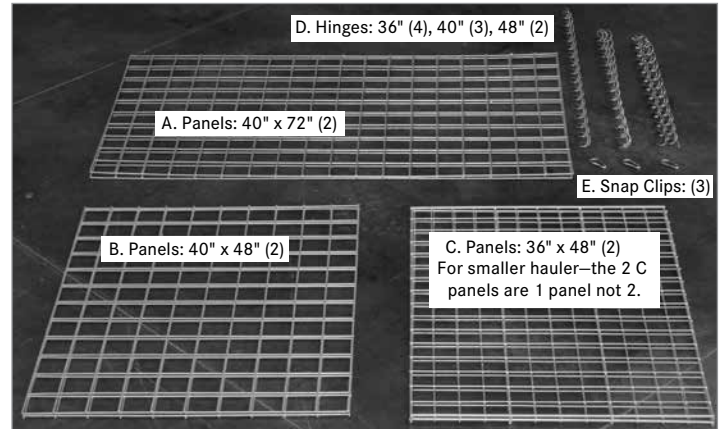 D. Hinges: 36" (4), 40" (3), 48" (2)
A. Panels: 40" x 72" (2)
E. Snap Clips: (3)
B. Panels: 40" x 48" (2)
C. Panels: 36" x 48" (2)
For smaller hauler—the 2 C
panels are 1 panel not 2.